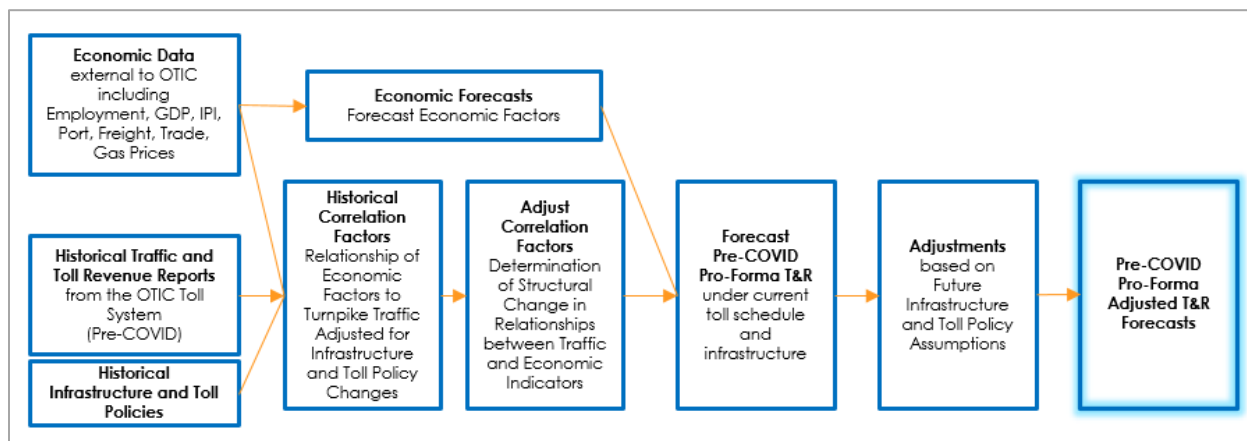 Economic Data
external to OTIC
including
Employment, GDP, IPI,
Port, Freight, Trade,
Gas Prices
Economic Forecasts
Forecast Economic Factors
Historical Traffic and
Toll Revenue Reports
from the OTIC Toll
System
(Pre-COVID)
Historical
Infrastructure and Toll
Policies
Historical
Correlation
Factors
Relationship of
Economic
Factors to
Turnpike Traffic
Adjusted for
Infrastructure
and Toll Policy
Changes
Adjust
Correlation
Factors
Determination
of Structural
Change in
Relationships
between Traffic
and Economic
Indicators
Forecast
Pre-COVID
Pro-Forma T&R
under current
toll schedule
and
infrastructure
Adjustments
based on
Future
Infrastructure
and Toll Policy
Assumptions
Pre-COVID
Pro-Forma
Adjusted T&R
Forecasts